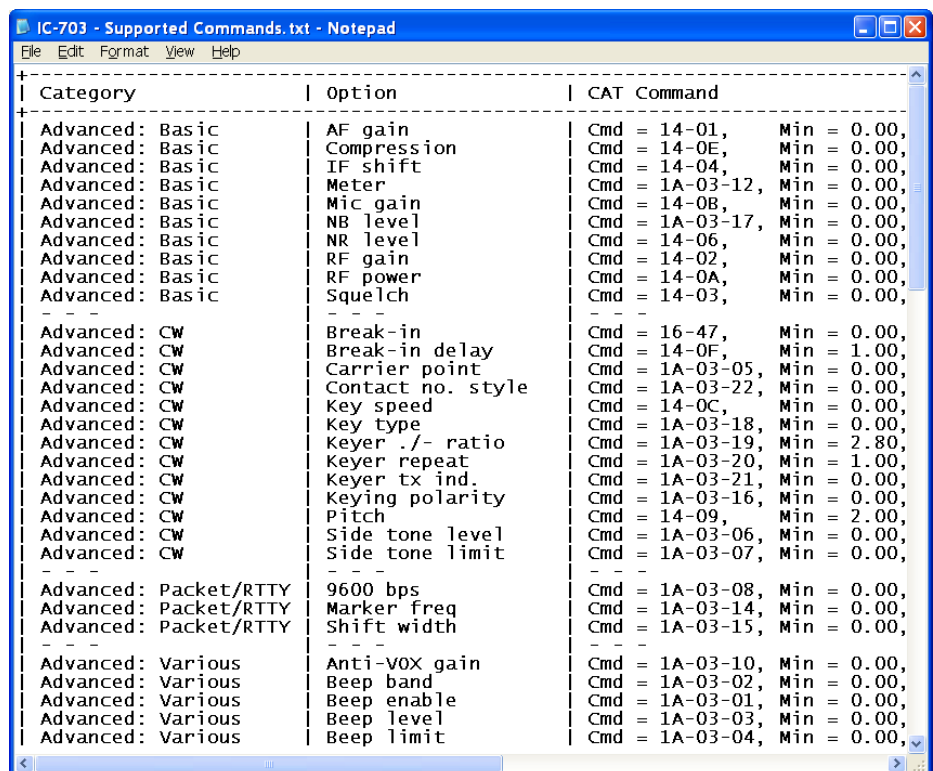 IC-703 - Supported Commands.txt - Notepad
File Edit Format View Help
+-----------------------------------------------------------------------
| Category | Option | CAT Command
+-----------------------------------------------------------------------
| Advanced: Basic | AF gain | Cmd = 14-01, Min = 0.00,
| Advanced: Basic | Compression | Cmd = 14-0E, Min = 0.00,
| Advanced: Basic | IF shift | Cmd = 14-04, Min = 0.00,
| Advanced: Basic | Meter | Cmd = 1A-03-12, Min = 0.00,
| Advanced: Basic | Mic gain | Cmd = 14-0B, Min = 0.00,
| Advanced: Basic | NB level | Cmd = 1A-03-17, Min = 0.00,
| Advanced: Basic | NR level | Cmd = 14-06, Min = 0.00,
| Advanced: Basic | RF gain | Cmd = 14-02, Min = 0.00,
| Advanced: Basic | RF power | Cmd = 14-0A, Min = 0.00,
| Advanced: Basic | Squelch | Cmd = 14-03, Min = 0.00,
| - - - | - - - | - - -
| Advanced: CW | Break-in | Cmd = 16-47, Min = 0.00,
| Advanced: CW | Break-in delay | Cmd = 14-0F, Min = 1.00,
| Advanced: CW | Carrier point | Cmd = 1A-03-05, Min = 0.00,
| Advanced: CW | Contact no. style | Cmd = 1A-03-22, Min = 0.00,
| Advanced: CW | Key speed | Cmd = 14-0C, Min = 0.00,
| Advanced: CW | Key type | Cmd = 1A-03-18, Min = 0.00,
| Advanced: CW | Keyer ./- ratio | Cmd = 1A-03-19, Min = 2.80,
| Advanced: CW | Keyer repeat | Cmd = 1A-03-20, Min = 1.00,
| Advanced: CW | Keyer tx ind. | Cmd = 1A-03-21, Min = 0.00,
| Advanced: CW | Keying polarity | Cmd = 1A-03-16, Min = 0.00,
| Advanced: CW | Pitch | Cmd = 14-09, Min = 2.00,
| Advanced: CW | Side tone level | Cmd = 1A-03-06, Min = 0.00,
| Advanced: CW | Side tone limit | Cmd = 1A-03-07, Min = 0.00,
| - - - | - - - | - - -
| Advanced: Packet/RTTY | 9600 bps | Cmd = 1A-03-08, Min = 0.00,
| Advanced: Packet/RTTY | Marker freq | Cmd = 1A-03-14, Min = 0.00,
| Advanced: Packet/RTTY | Shift width | Cmd = 1A-03-15, Min = 0.00,
| - - - | - - - | - - -
| Advanced: Various | Anti-VOX gain | Cmd = 1A-03-10, Min = 0.00,
| Advanced: Various | Beep band | Cmd = 1A-03-02, Min = 0.00,
| Advanced: Various | Beep enable | Cmd = 1A-03-01, Min = 0.00,
| Advanced: Various | Beep level | Cmd = 1A-03-03, Min = 0.00,
| Advanced: Various | Beep limit | Cmd = 1A-03-04, Min = 0.00,